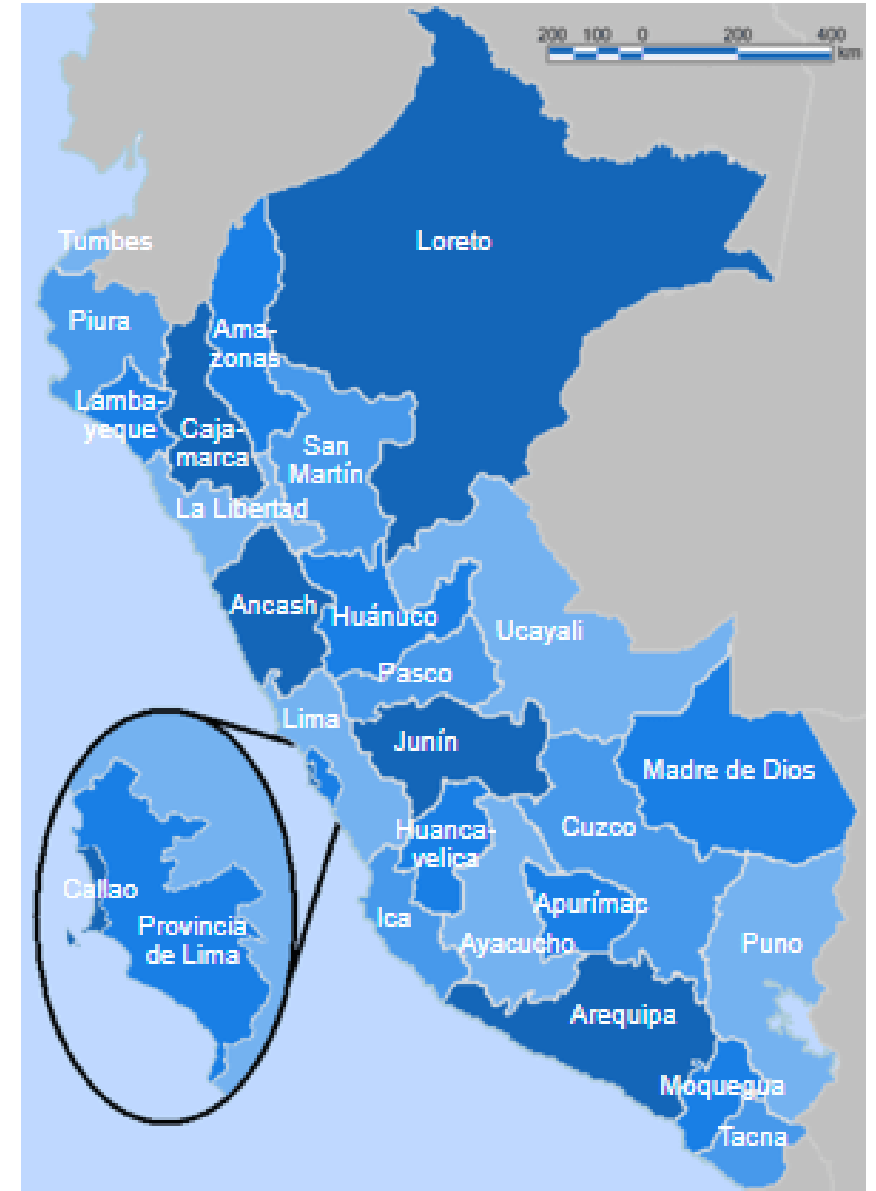 200 100 0 200 400
km
Tumbes
Loreto
Piura
Ama-
zonas
Lamba-
yeque
Caja-
marca
San
Martín
La Libertad
Ancash
Huánuco
Ucayali
Pasco
Lima
Junín
Madre de Dios
Huanca-
velica
Cuzco
Callao
Provincia
de Lima
Ica
Apurímac
Ayacucho
Puno
Arequipa
Moquegua
Tacna